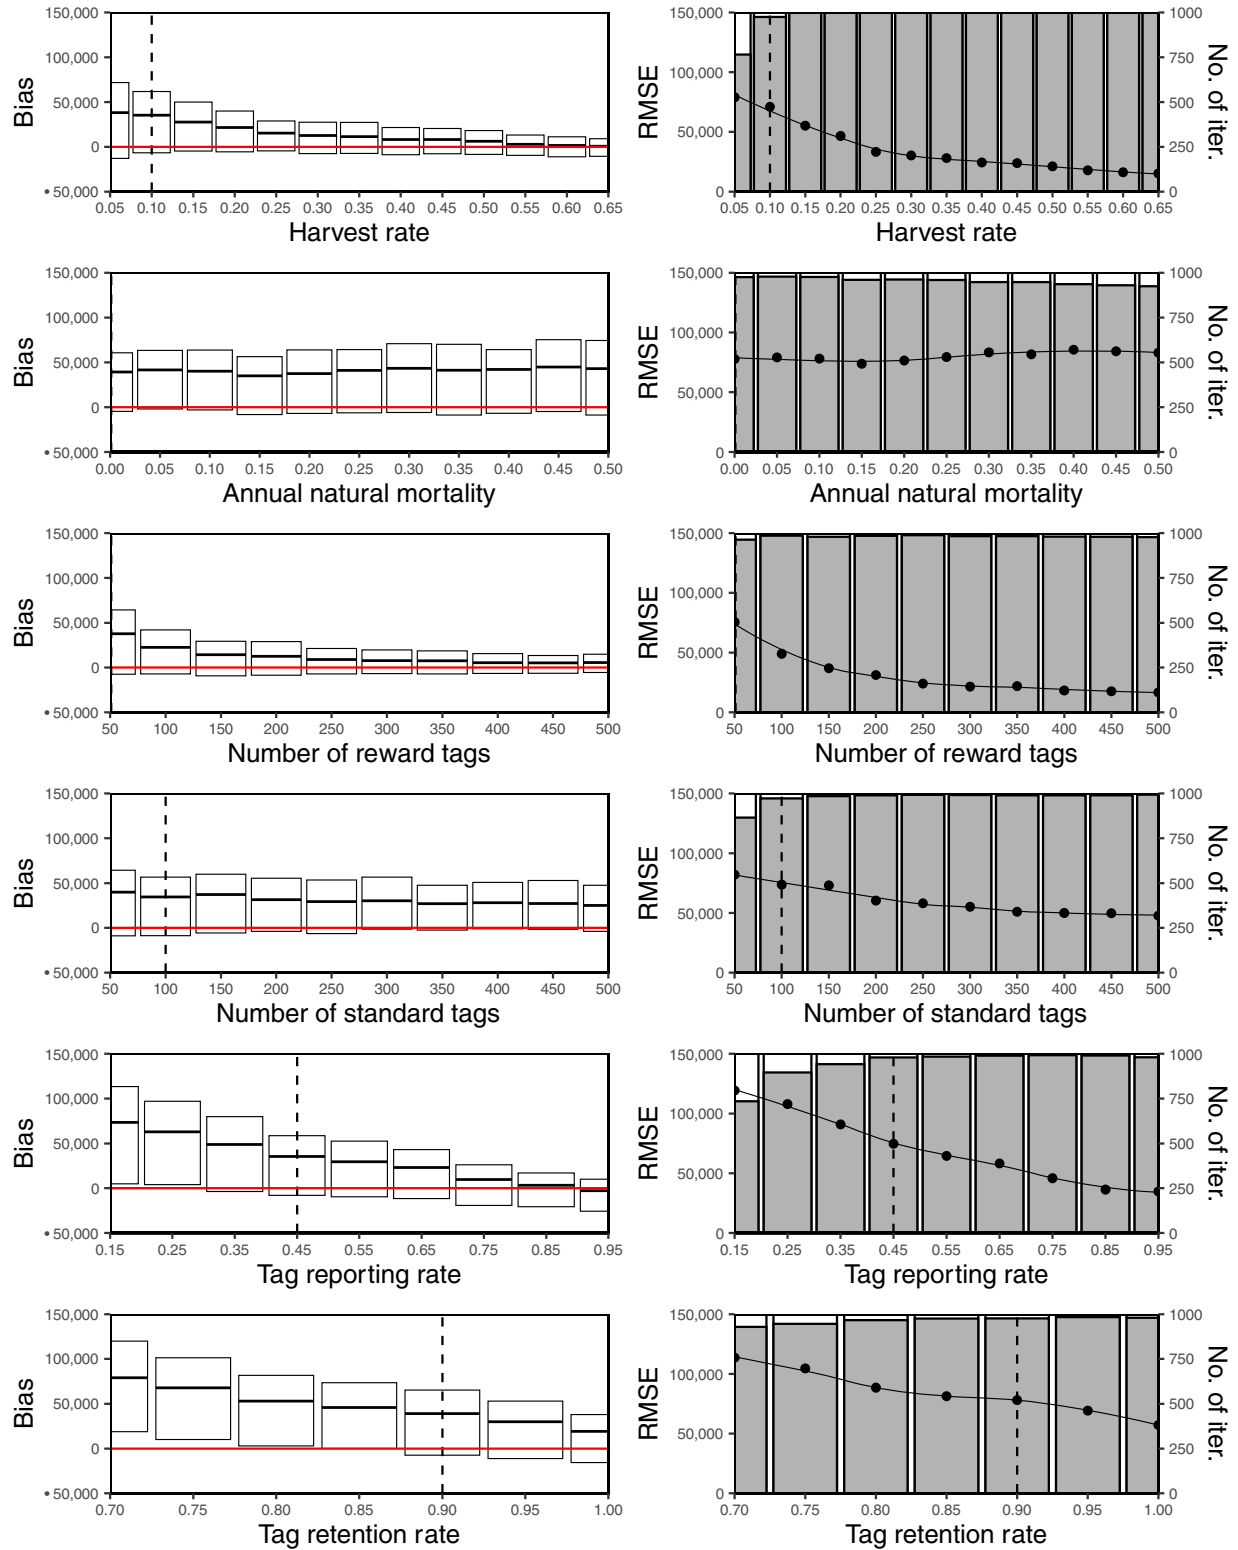 150,000
100,000
50,000
0
•50,000
Bias
0.05 0.10 0.15 0.20 0.25 0.30 0.35 0.40 0.45 0.50 0.55 0.60 0.65
Harvest rate
150,000
100,000
50,000
0
RMSE
1000
750
500
250
0
No. of iter.
0.05 0.10 0.15 0.20 0.25 0.30 0.35 0.40 0.45 0.50 0.55 0.60 0.65
Harvest rate
150,000
100,000
50,000
0
•50,000
Bias
0.00 0.05 0.10 0.15 0.20 0.25 0.30 0.35 0.40 0.45 0.50
Annual natural mortality
150,000
100,000
50,000
0
RMSE
1000
750
500
250
0
No. of iter.
0.00 0.05 0.10 0.15 0.20 0.25 0.30 0.35 0.40 0.45 0.50
Annual natural mortality
150,000
100,000
50,000
0
•50,000
Bias
50 100 150 200 250 300 350 400 450 500
Number of reward tags
150,000
100,000
50,000
0
RMSE
1000
750
500
250
0
No. of iter.
50 100 150 200 250 300 350 400 450 500
Number of reward tags
150,000
100,000
50,000
0
•50,000
Bias
50 100 150 200 250 300 350 400 450 500
Number of standard tags
150,000
100,000
50,000
0
RMSE
1000
750
500
250
0
No. of iter.
50 100 150 200 250 300 350 400 450 500
Number of standard tags
150,000
100,000
50,000
0
•50,000
Bias
0.15 0.25 0.35 0.45 0.55 0.65 0.75 0.85 0.95
Tag reporting rate
150,000
100,000
50,000
0
RMSE
1000
750
500
250
0
No. of iter.
0.15 0.25 0.35 0.45 0.55 0.65 0.75 0.85 0.95
Tag reporting rate
150,000
100,000
50,000
0
•50,000
Bias
0.70 0.75 0.80 0.85 0.90 0.95 1.00
Tag retention rate
150,000
100,000
50,000
0
RMSE
1000
750
500
250
0
No. of iter.
0.70 0.75 0.80 0.85 0.90 0.95 1.00
Tag retention rate